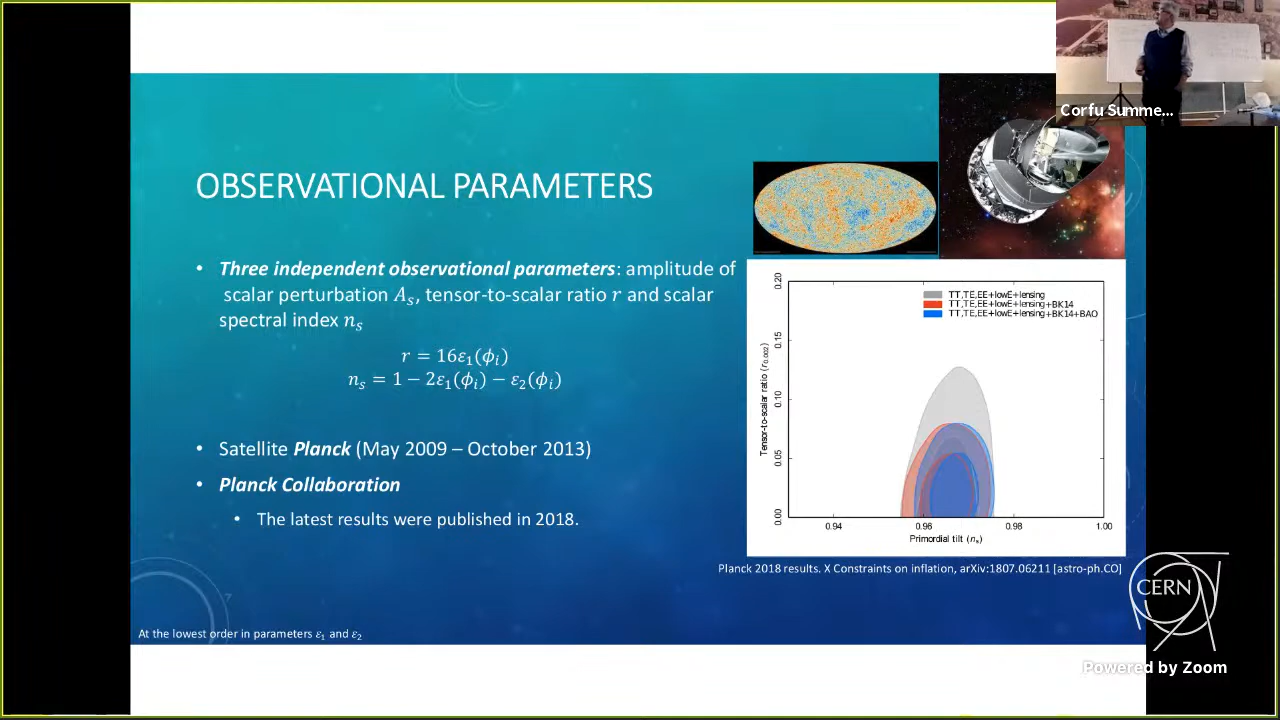 Corfu Summe...
OBSERVATIONAL PARAMETERS
• Three independent observational parameters: amplitude of
scalar perturbation Aₛ, tensor-to-scalar ratio r and scalar
spectral index nₛ
r = 16ε₁(ϕᵢ)
nₛ = 1 − 2ε₁(ϕᵢ) − ε₂(ϕᵢ)
• Satellite Planck (May 2009 – October 2013)
• Planck Collaboration
• The latest results were published in 2018.
TT,TE,EE+lowE+lensing
TT,TE,EE+lowE+lensing+BK14
TT,TE,EE+lowE+lensing+BK14+BAO
Tensor-to-scalar ratio (r₀.₀₀₂)
0.20
0.15
0.10
0.05
0.00
0.94 0.96 0.98 1.00
Primordial tilt (nₛ)
Planck 2018 results. X Constraints on inflation, arXiv:1807.06211 [astro-ph.CO]
At the lowest order in parameters ε₁ and ε₂
CERN
Powered by Zoom